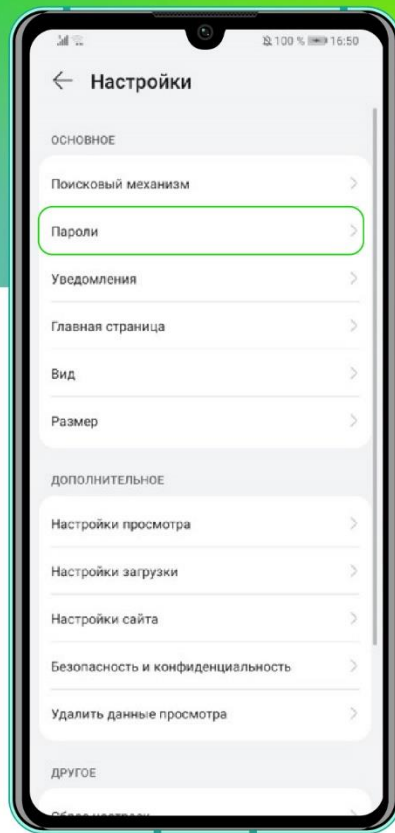 100 % 16:50
Настройки
ОСНОВНОЕ
Поисковый механизм
Пароли
Уведомления
Главная страница
Вид
Размер
ДОПОЛНИТЕЛЬНОЕ
Настройки просмотра
Настройки загрузки
Настройки сайта
Безопасность и конфиденциальность
Удалить данные просмотра
ДРУГОЕ